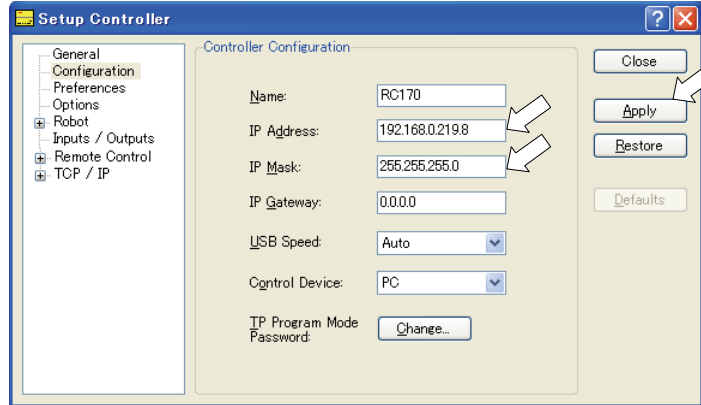 Setup Controller
General
Configuration
Preferences
Options
Robot
Inputs / Outputs
Remote Control
TCP / IP
Controller Configuration
Name: RC170
IP Address: 192.168.0.219.8
IP Mask: 255.255.255.0
IP Gateway: 0.0.0.0
USB Speed: Auto
Control Device: PC
TP Program Mode
Password: Change...
Close
Apply
Restore
Defaults